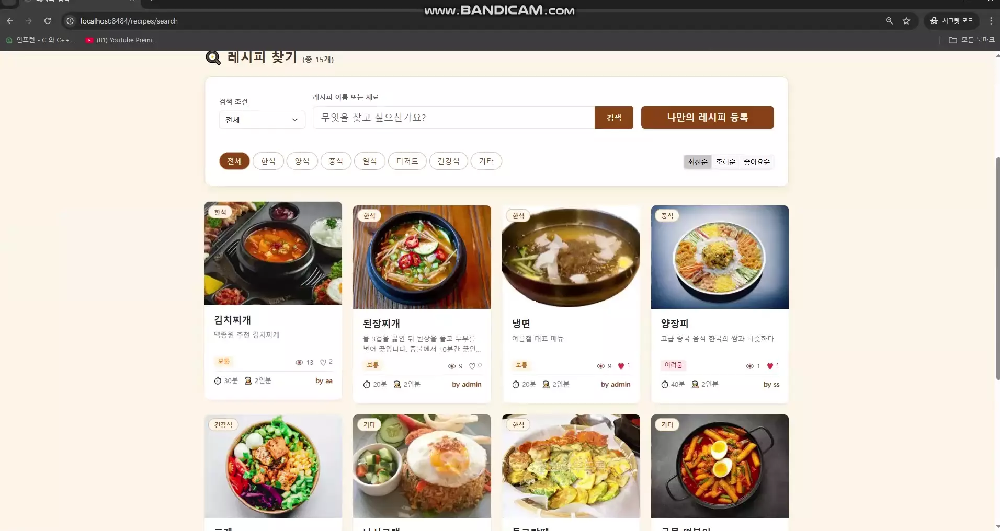 www.BANDICAM.com
localhost:8484/recipes/search
시크릿 모드
인프런 - C 와 C++...
(81) YouTube Premi...
모든 북마크
레시피 찾기 (총 15개)
검색 조건
레시피 이름 또는 재료
전체
무엇을 찾고 싶으신가요?
검색
나만의 레시피 등록
전체 한식 양식 중식 일식 디저트 건강식 기타
최신순 조회순 좋아요순
한식
김치찌개
백종원 추천 김치찌게
보통 13 2
30분 2인분 by aa
한식
된장찌개
물 3컵을 끓인 뒤 된장을 풀고 두부를
넣어 끓입니다. 중불에서 10분간 끓인...
보통 9 0
20분 2인분 by admin
한식
냉면
여름철 대표 메뉴
보통 9 1
20분 2인분 by admin
중식
양장피
고급 중국 음식 한국의 쌈과 비슷하다
어려움 1 1
40분 2인분 by ss
건강식
기타
한식
기타